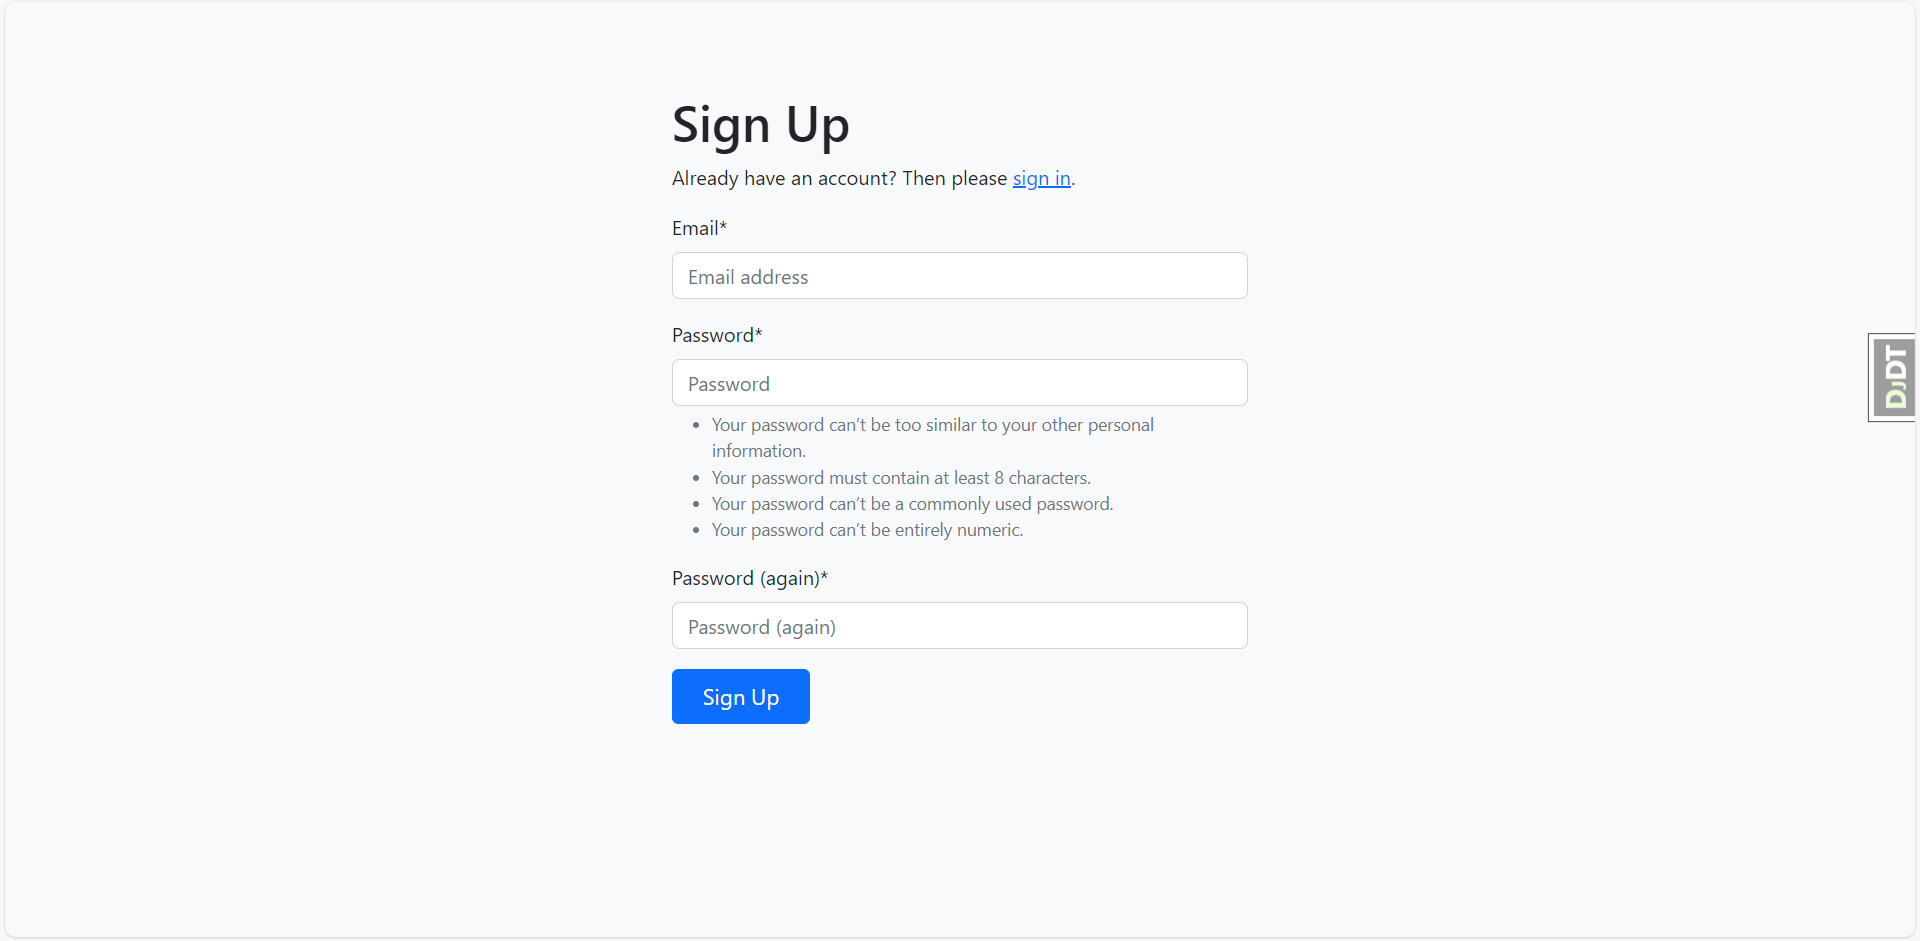 Sign Up
Already have an account? Then please sign in.
Email*
Email address
Password*
Password
Your password can’t be too similar to your other personal
information.
Your password must contain at least 8 characters.
Your password can’t be a commonly used password.
Your password can’t be entirely numeric.
Password (again)*
Password (again)
Sign Up
DJDT